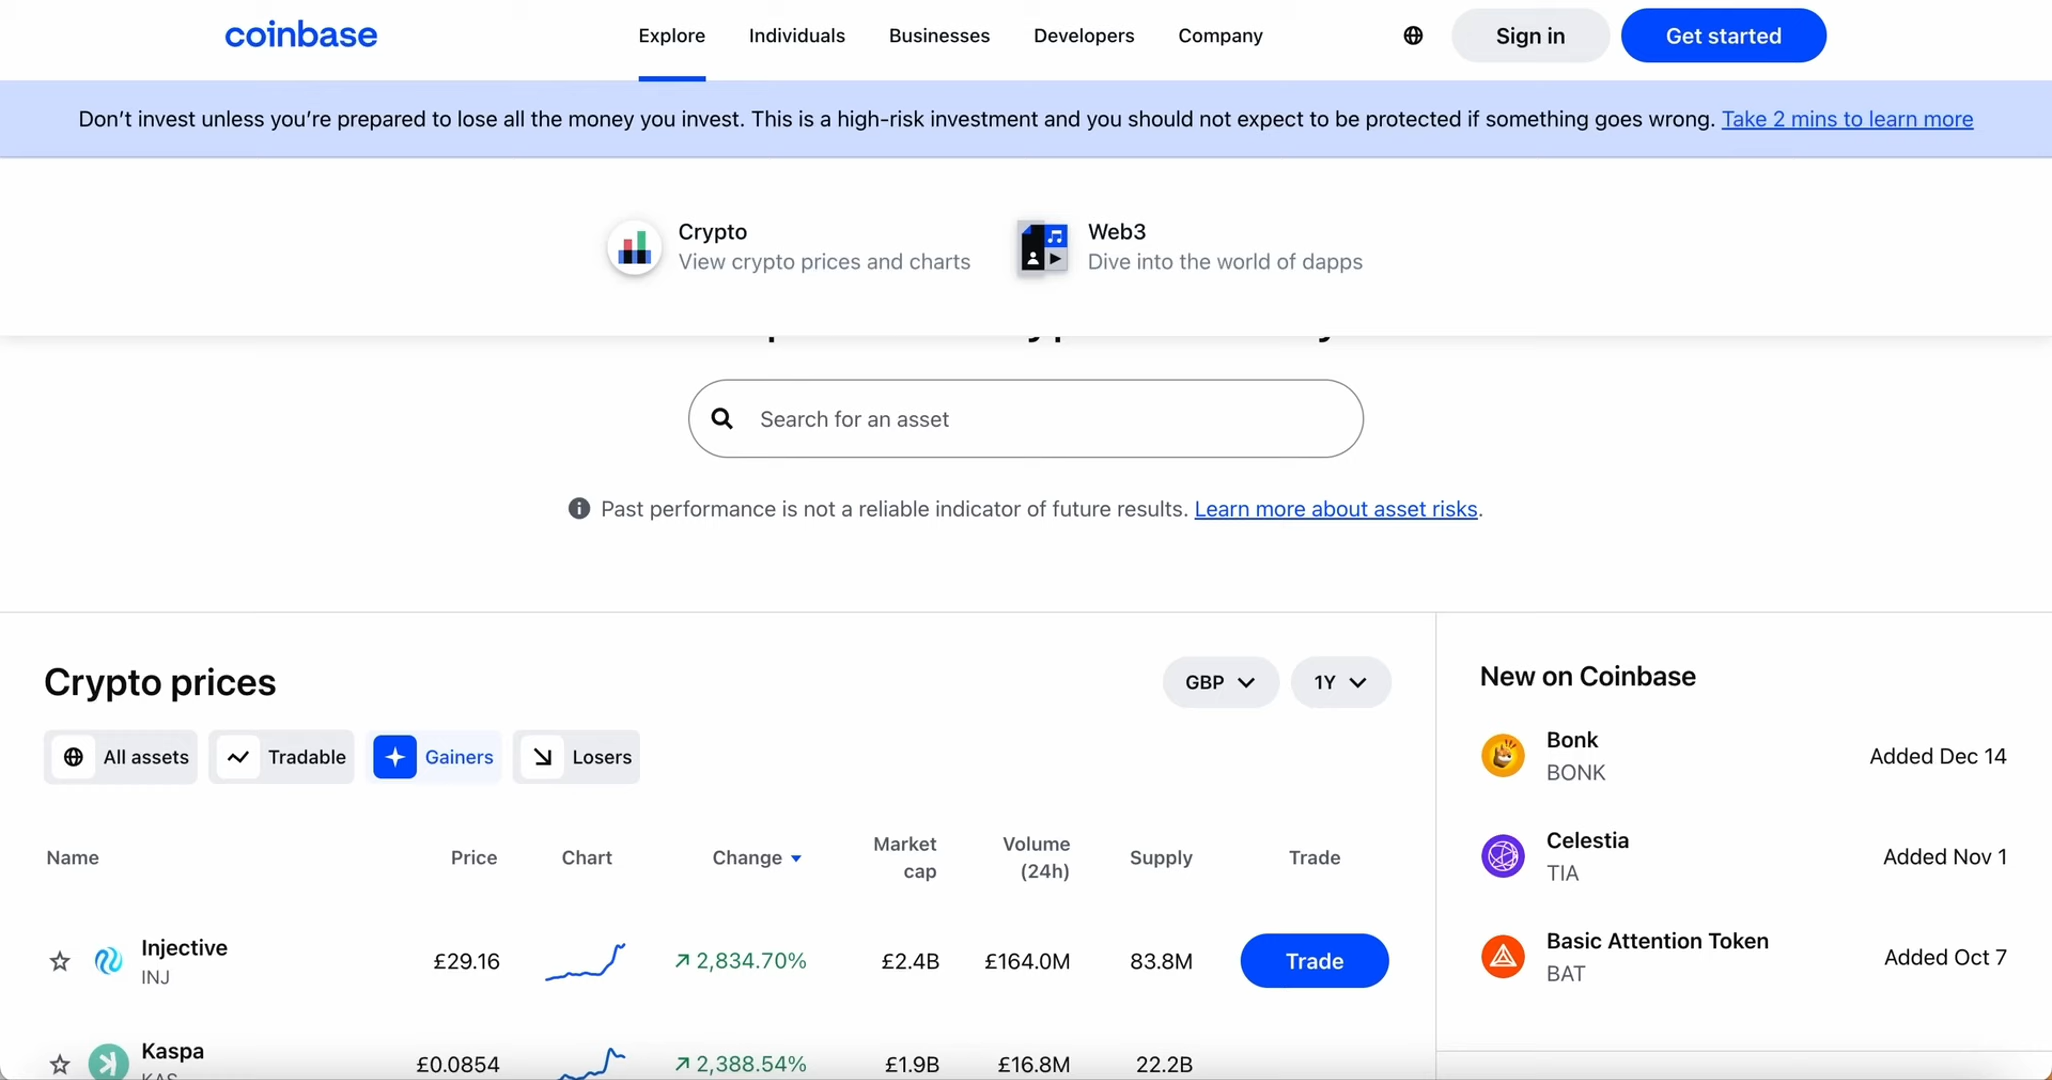 coinbase
Explore
Individuals
Businesses
Developers
Company
Sign in
Get started
Don't invest unless you're prepared to lose all the money you invest. This is a high-risk investment and you should not expect to be protected if something goes wrong. Take 2 mins to learn more
Crypto
View crypto prices and charts
Web3
Dive into the world of dapps
Search for an asset
Past performance is not a reliable indicator of future results. Learn more about asset risks.
Crypto prices
GBP
1Y
All assets
Tradable
Gainers
Losers
Name
Price
Chart
Change
Market
cap
Volume
(24h)
Supply
Trade
Injective
INJ
£29.16
2,834.70%
£2.4B
£164.0M
83.8M
Trade
Kaspa
£0.0854
2,388.54%
£1.9B
£16.8M
22.2B
New on Coinbase
Bonk
BONK
Added Dec 14
Celestia
TIA
Added Nov 1
Basic Attention Token
BAT
Added Oct 7